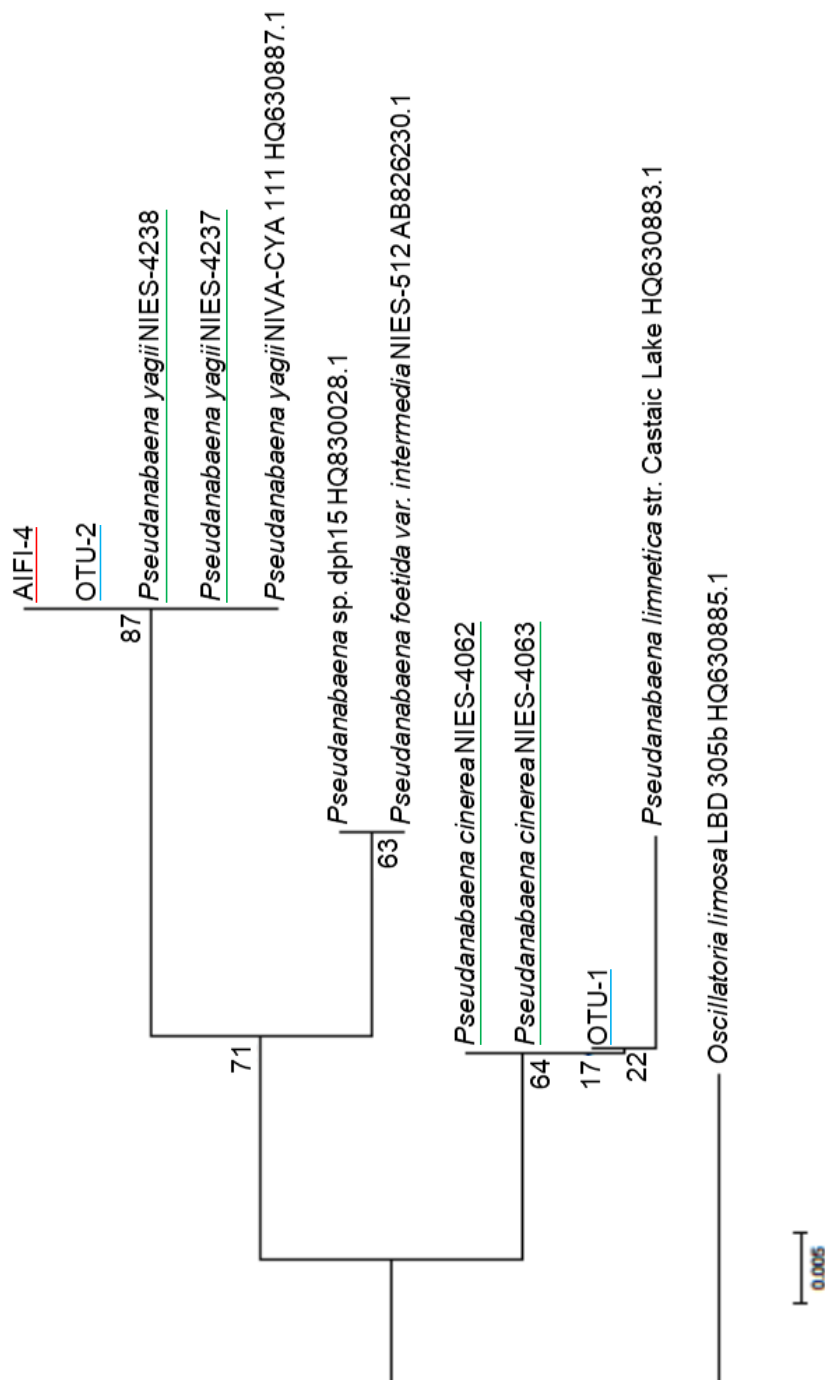 AIFI-4
OTU-2
Pseudanabaena yagii NIES-4238
Pseudanabaena yagii NIES-4237
Pseudanabaena yagii NIVA-CYA 111 HQ630887.1
87
Pseudanabaena sp. dph15 HQ830028.1
Pseudanabaena foetida var. intermedia NIES-512 AB826230.1
63
71
Pseudanabaena cinerea NIES-4062
Pseudanabaena cinerea NIES-4063
64
OTU-1
17
22
Pseudanabaena limnetica str. Castaic Lake HQ630883.1
Oscillatoria limosa LBD 305b HQ630885.1
0.005